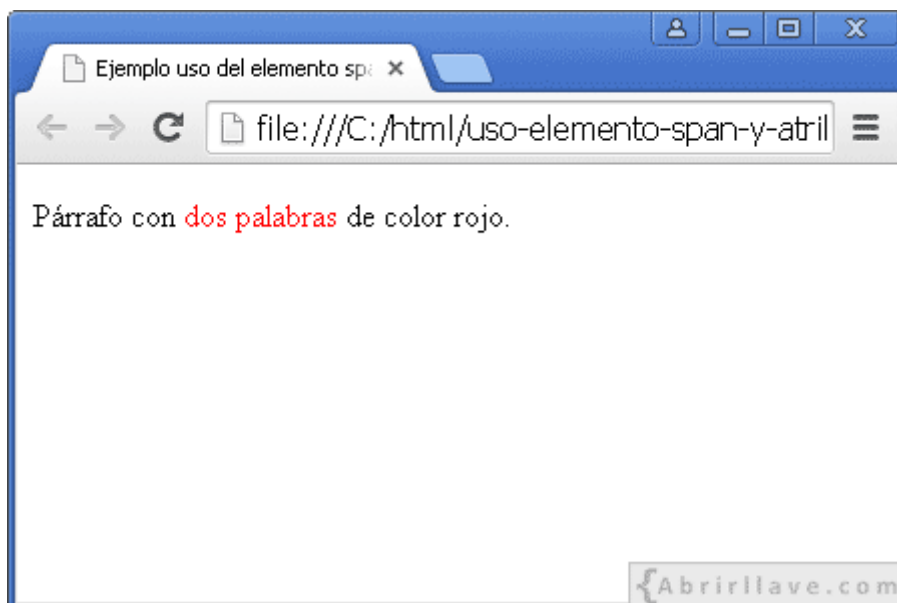 Ejemplo uso del elemento spa
file:///C:/html/uso-elemento-span-y-atril
Párrafo con dos palabras de color rojo.
{Abrirllave.com